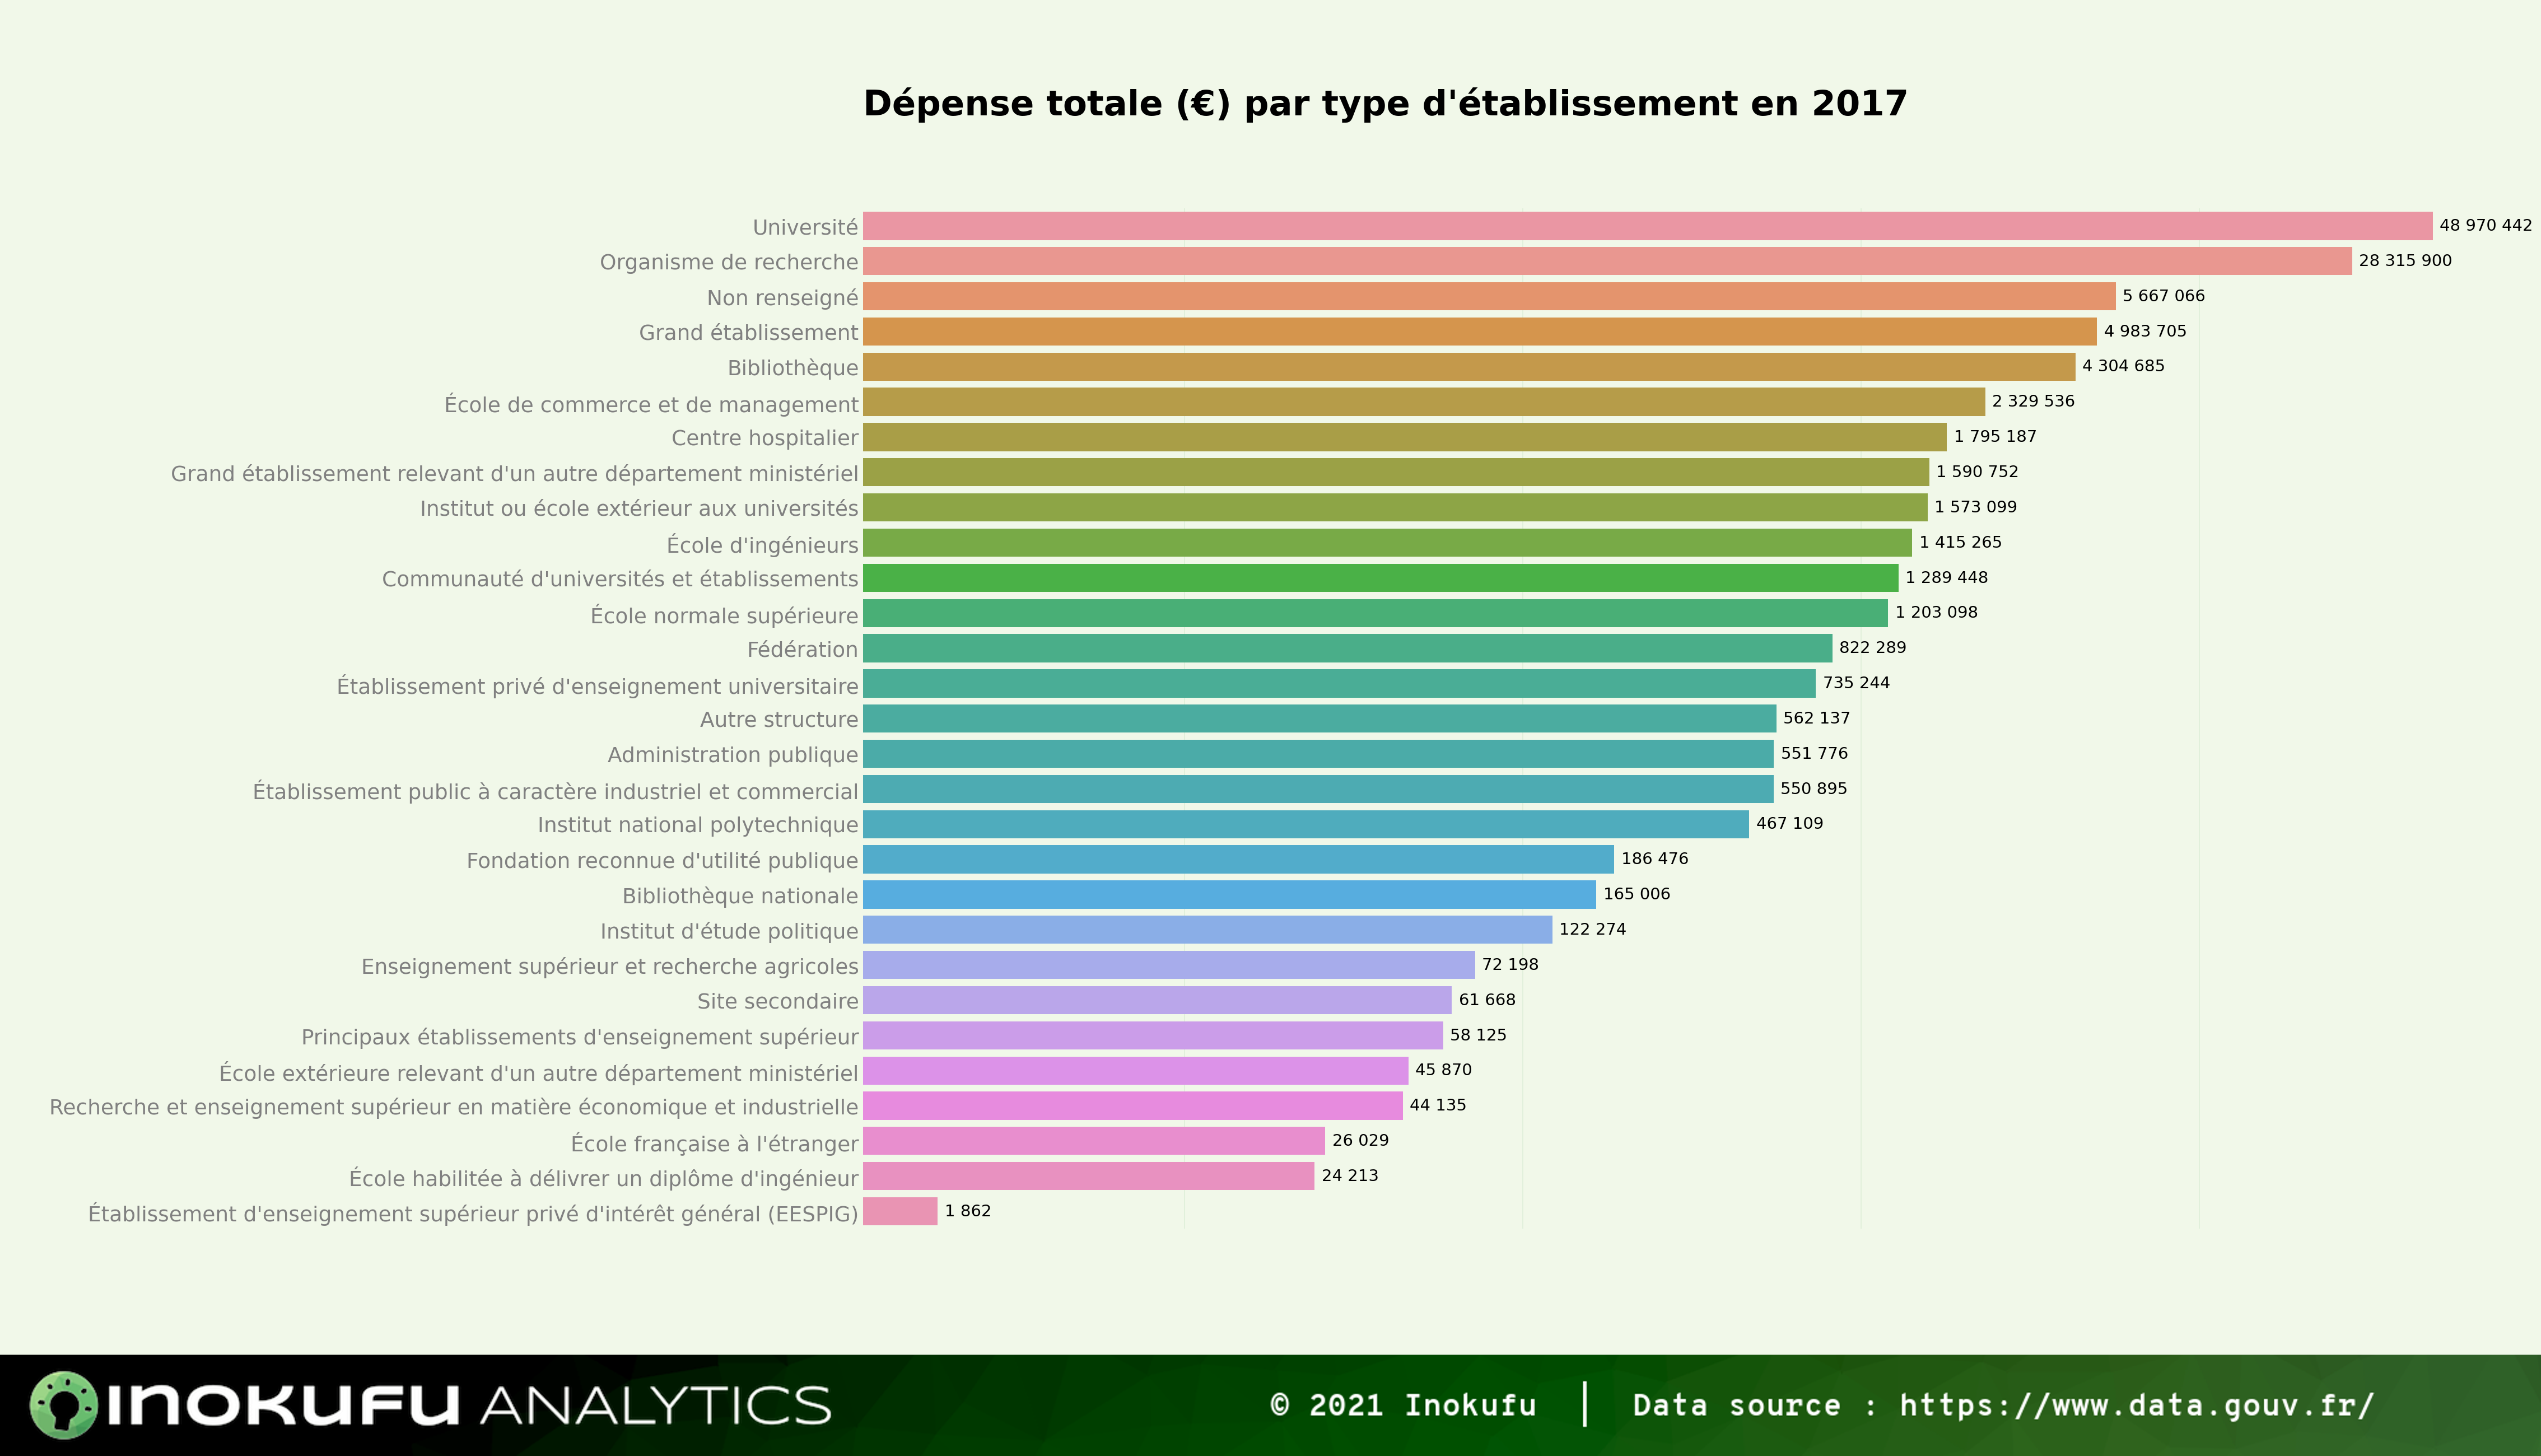 Dépense totale (€) par type d'établissement en 2017
Université 48 970 442
Organisme de recherche 28 315 900
Non renseigné 5 667 066
Grand établissement 4 983 705
Bibliothèque 4 304 685
École de commerce et de management 2 329 536
Centre hospitalier 1 795 187
Grand établissement relevant d'un autre département ministériel 1 590 752
Institut ou école extérieur aux universités 1 573 099
École d'ingénieurs 1 415 265
Communauté d'universités et établissements 1 289 448
École normale supérieure 1 203 098
Fédération 822 289
Établissement privé d'enseignement universitaire 735 244
Autre structure 562 137
Administration publique 551 776
Établissement public à caractère industriel et commercial 550 895
Institut national polytechnique 467 109
Fondation reconnue d'utilité publique 186 476
Bibliothèque nationale 165 006
Institut d'étude politique 122 274
Enseignement supérieur et recherche agricoles 72 198
Site secondaire 61 668
Principaux établissements d'enseignement supérieur 58 125
École extérieure relevant d'un autre département ministériel 45 870
Recherche et enseignement supérieur en matière économique et industrielle 44 135
École française à l'étranger 26 029
École habilitée à délivrer un diplôme d'ingénieur 24 213
Établissement d'enseignement supérieur privé d'intérêt général (EESPIG) 1 862
INOKUFU ANALYTICS © 2021 Inokufu | Data source : https://www.data.gouv.fr/